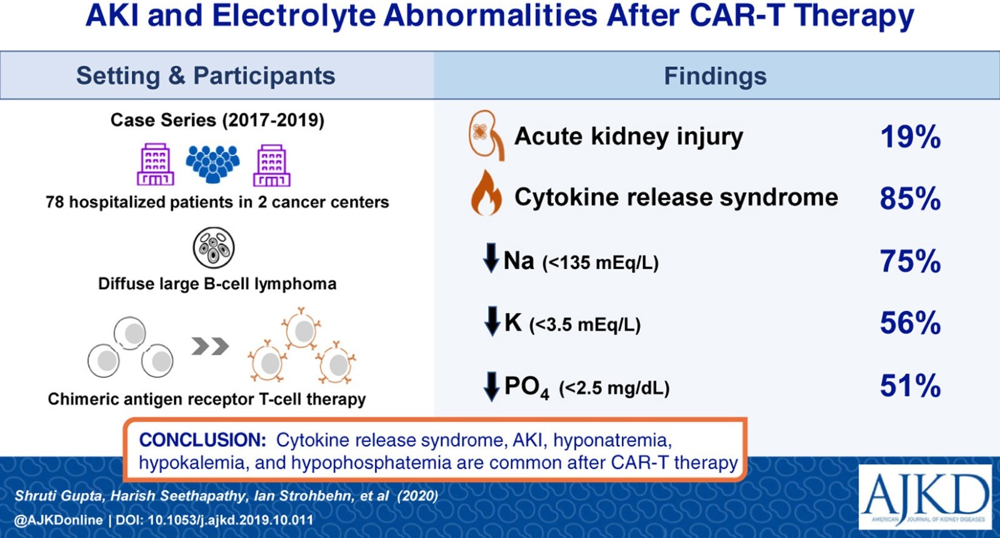 AKI and Electrolyte Abnormalities After CAR-T Therapy
Setting & Participants
Case Series (2017-2019)
78 hospitalized patients in 2 cancer centers
Diffuse large B-cell lymphoma
Chimeric antigen receptor T-cell therapy
Findings
Acute kidney injury 19%
Cytokine release syndrome 85%
Na (<135 mEq/L) 75%
K (<3.5 mEq/L) 56%
PO4 (<2.5 mg/dL) 51%
CONCLUSION: Cytokine release syndrome, AKI, hyponatremia,
hypokalemia, and hypophosphatemia are common after CAR-T therapy
Shruti Gupta, Harish Seethapathy, Ian Strohbehn, et al (2020)
@AJKDonline | DOI: 10.1053/j.ajkd.2019.10.011
AJKD
AMERICAN JOURNAL OF KIDNEY DISEASES